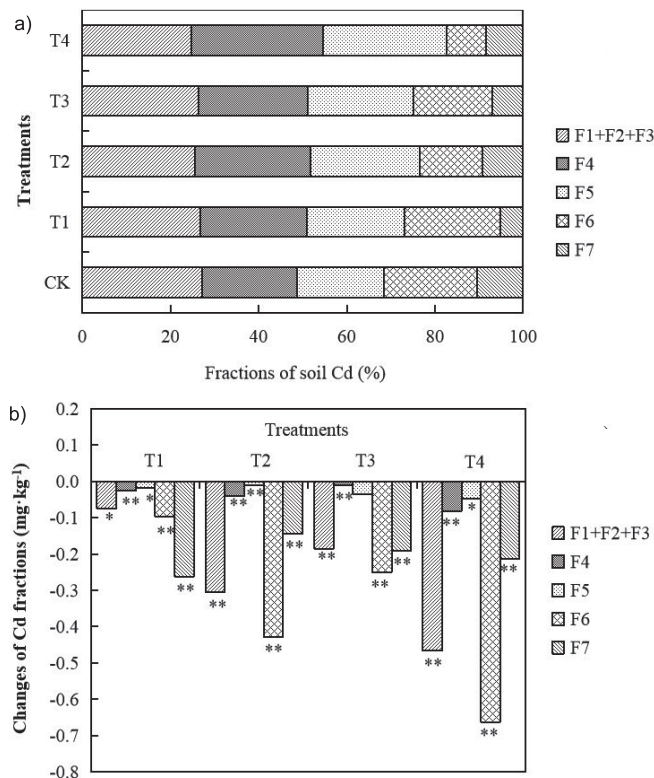 a)
T4
T3
T2
T1
CK
Treatments
0 20 40 60 80 100
Fractions of soil Cd (%)
F1+F2+F3
F4
F5
F6
F7
b)
0.2
0.1
0.0
-0.1
-0.2
-0.3
-0.4
-0.5
-0.6
-0.7
-0.8
Changes of Cd fractions (mg·kg⁻¹)
Treatments
T1 T2 T3 T4
* ** * ** **
** ** ** ** **
** ** ** **
** ** * ** **
F1+F2+F3
F4
F5
F6
F7